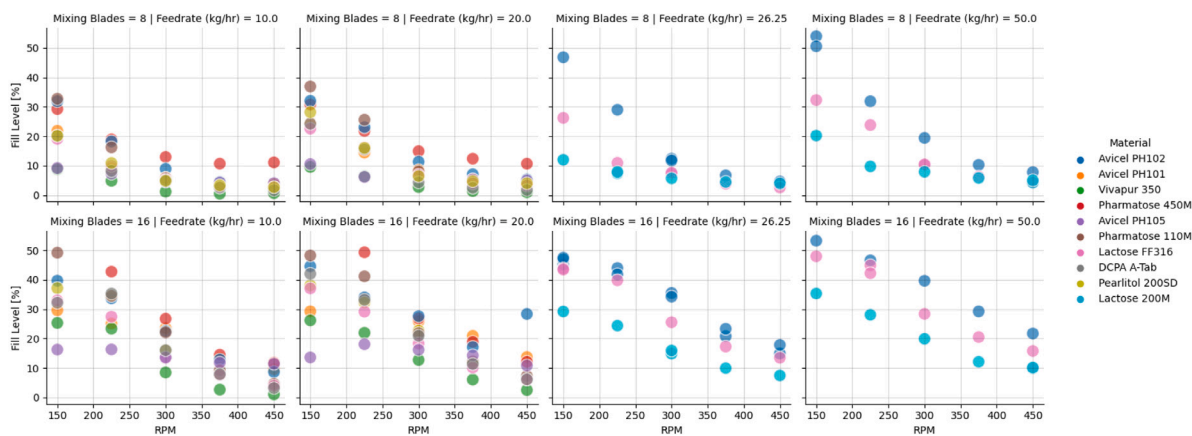 Mixing Blades = 8 | Feedrate (kg/hr) = 10.0
Mixing Blades = 8 | Feedrate (kg/hr) = 20.0
Mixing Blades = 8 | Feedrate (kg/hr) = 26.25
Mixing Blades = 8 | Feedrate (kg/hr) = 50.0
Fill Level [%]
50
40
30
20
10
0
Mixing Blades = 16 | Feedrate (kg/hr) = 10.0
Mixing Blades = 16 | Feedrate (kg/hr) = 20.0
Mixing Blades = 16 | Feedrate (kg/hr) = 26.25
Mixing Blades = 16 | Feedrate (kg/hr) = 50.0
Fill Level [%]
50
40
30
20
10
0
150 200 250 300 350 400 450
150 200 250 300 350 400 450
150 200 250 300 350 400 450
150 200 250 300 350 400 450
RPM
RPM
RPM
RPM
Material
Avicel PH102
Avicel PH101
Vivapur 350
Pharmatose 450M
Avicel PH105
Pharmatose 110M
Lactose FF316
DCPA A-Tab
Pearlitol 200SD
Lactose 200M